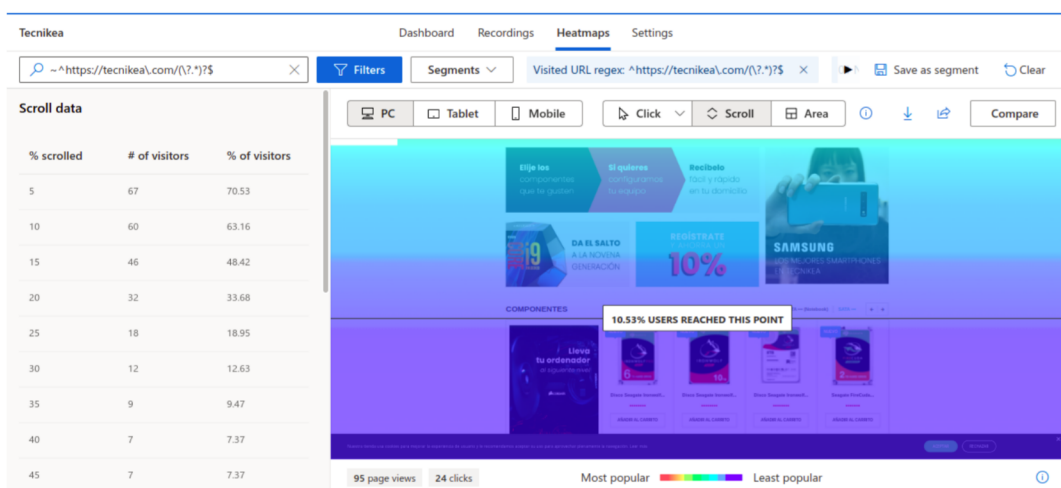 Tecnikea
Dashboard Recordings Heatmaps Settings
~^https://tecnikea\.com/(\?.*)?$
Filters
Segments
Visited URL regex: ^https://tecnikea\.com/(\?.*)?$
Save as segment
Clear
Scroll data
PC Tablet Mobile Click Scroll Area Compare
% scrolled # of visitors % of visitors
5 67 70.53
10 60 63.16
15 46 48.42
20 32 33.68
25 18 18.95
30 12 12.63
35 9 9.47
40 7 7.37
45 7 7.37
Elije los
componentes
que te gusten
Si quieres
configuramos
tu equipo
Recíbelo
fácil y rápido
en su domicilio
i9
DA EL SALTO
A LA NOVENA
GENERACIÓN
REGÍSTRATE
10%
SAMSUNG
LOS MEJORES SMARTPHONES
EN TECNIKEA
COMPONENTES
10.53% USERS REACHED THIS POINT
Lleva
tu ordenador
al siguiente nivel
95 page views 24 clicks Most popular Least popular